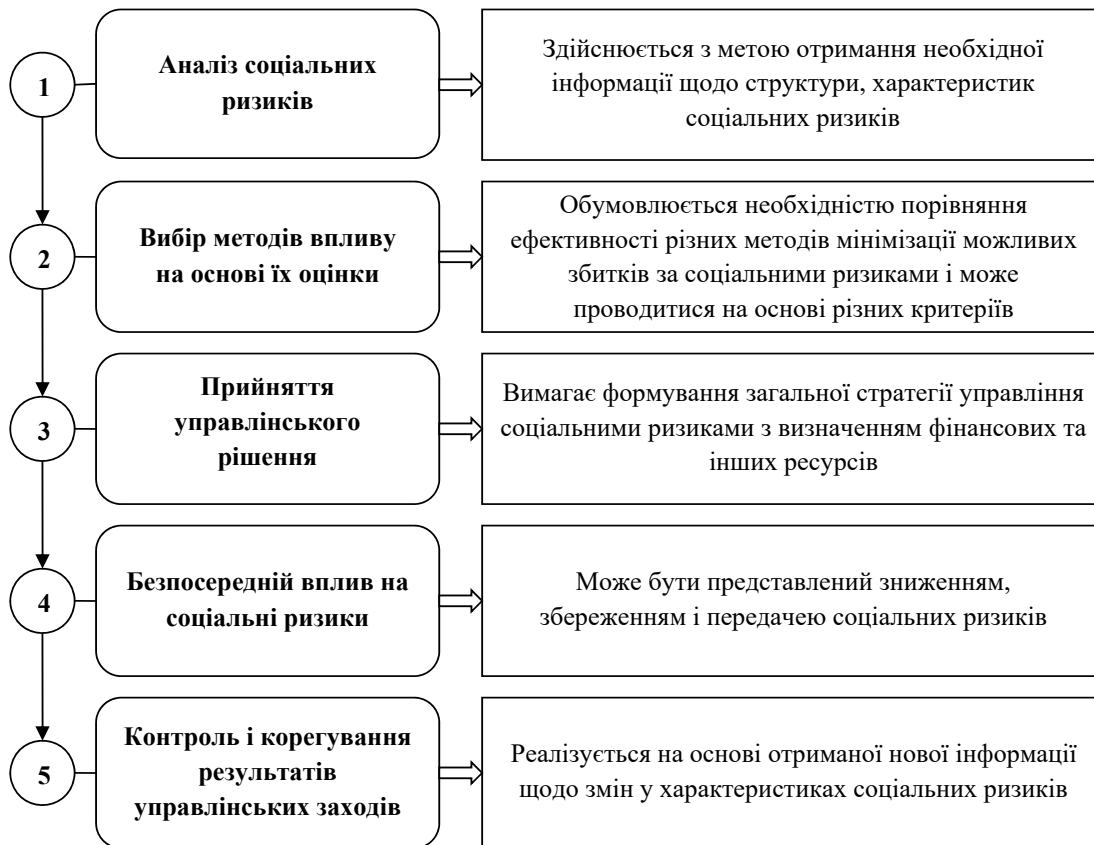 1
Аналіз соціальних
ризиків
Здійснюється з метою отримання необхідної
інформації щодо структури, характеристик
соціальних ризиків
2
Вибір методів впливу
на основі їх оцінки
Обумовлюється необхідністю порівняння
ефективності різних методів мінімізації можливих
збитків за соціальними ризиками і може
проводитися на основі різних критеріїв
3
Прийняття
управлінського
рішення
Вимагає формування загальної стратегії управління
соціальними ризиками з визначенням фінансових та
інших ресурсів
4
Безпосередній вплив на
соціальні ризики
Може бути представлений зниженням,
збереженням і передачею соціальних ризиків
5
Контроль і корегування
результатів
управлінських заходів
Реалізується на основі отриманої нової інформації
щодо змін у характеристиках соціальних ризиків